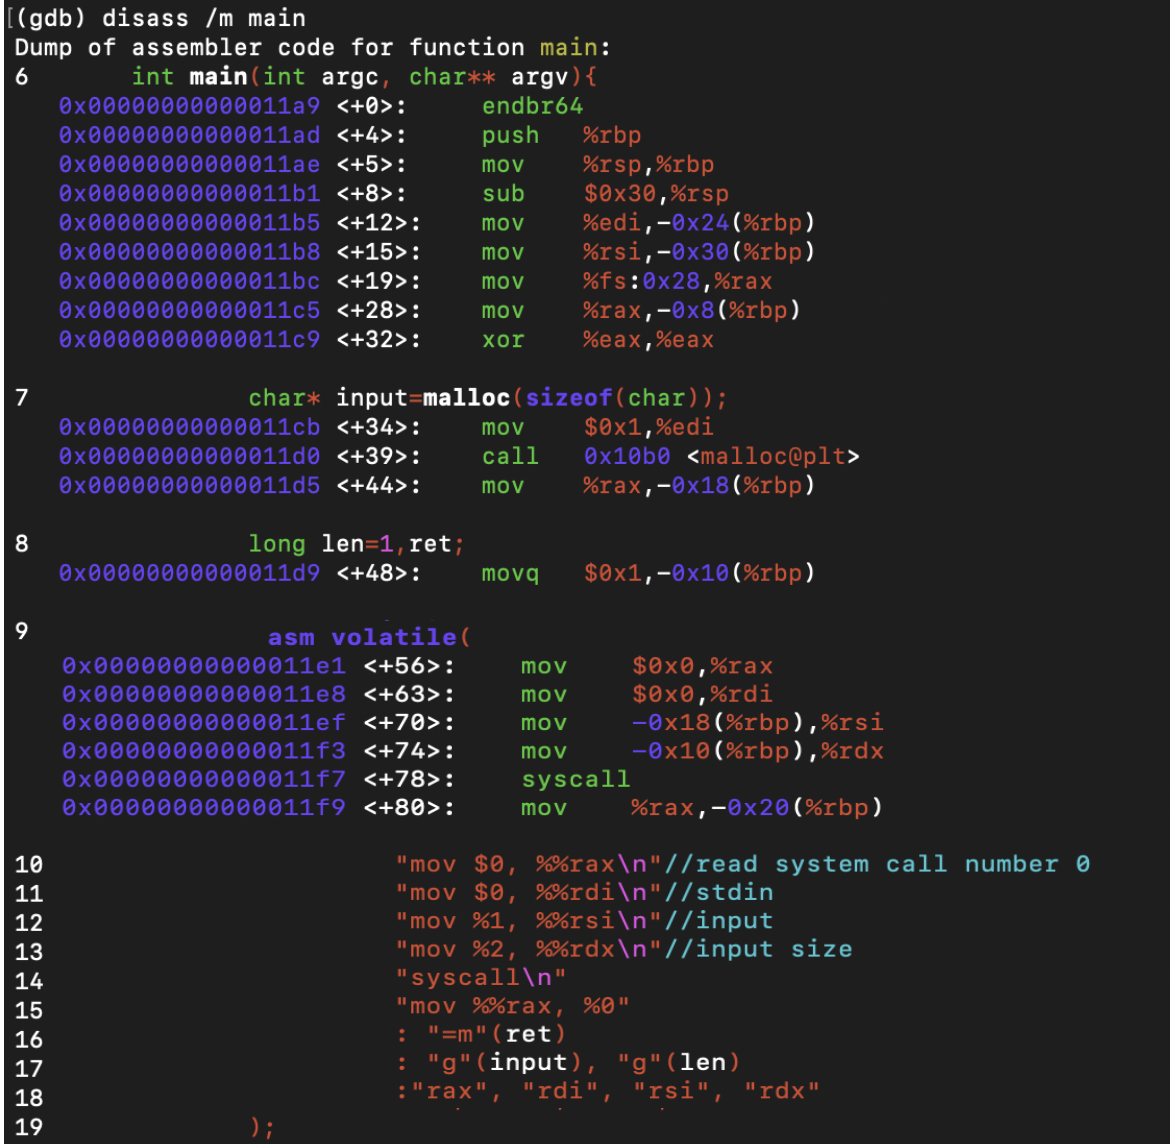 [(gdb) disass /m main
Dump of assembler code for function main:
6 int main(int argc, char** argv){
0x00000000000011a9 <+0>: endbr64
0x00000000000011ad <+4>: push %rbp
0x00000000000011ae <+5>: mov %rsp,%rbp
0x00000000000011b1 <+8>: sub $0x30,%rsp
0x00000000000011b5 <+12>: mov %edi,-0x24(%rbp)
0x00000000000011b8 <+15>: mov %rsi,-0x30(%rbp)
0x00000000000011bc <+19>: mov %fs:0x28,%rax
0x00000000000011c5 <+28>: mov %rax,-0x8(%rbp)
0x00000000000011c9 <+32>: xor %eax,%eax
7 char* input=malloc(sizeof(char));
0x00000000000011cb <+34>: mov $0x1,%edi
0x00000000000011d0 <+39>: call 0x10b0 <malloc@plt>
0x00000000000011d5 <+44>: mov %rax,-0x18(%rbp)
8 long len=1,ret;
0x00000000000011d9 <+48>: movq $0x1,-0x10(%rbp)
9 asm volatile(
0x00000000000011e1 <+56>: mov $0x0,%rax
0x00000000000011e8 <+63>: mov $0x0,%rdi
0x00000000000011ef <+70>: mov -0x18(%rbp),%rsi
0x00000000000011f3 <+74>: mov -0x10(%rbp),%rdx
0x00000000000011f7 <+78>: syscall
0x00000000000011f9 <+80>: mov %rax,-0x20(%rbp)
10 "mov $0, %%rax\n"//read system call number 0
11 "mov $0, %%rdi\n"//stdin
12 "mov %1, %%rsi\n"//input
13 "mov %2, %%rdx\n"//input size
14 "syscall\n"
15 "mov %%rax, %0"
16 : "=m"(ret)
17 : "g"(input), "g"(len)
18 :"rax", "rdi", "rsi", "rdx"
19 );